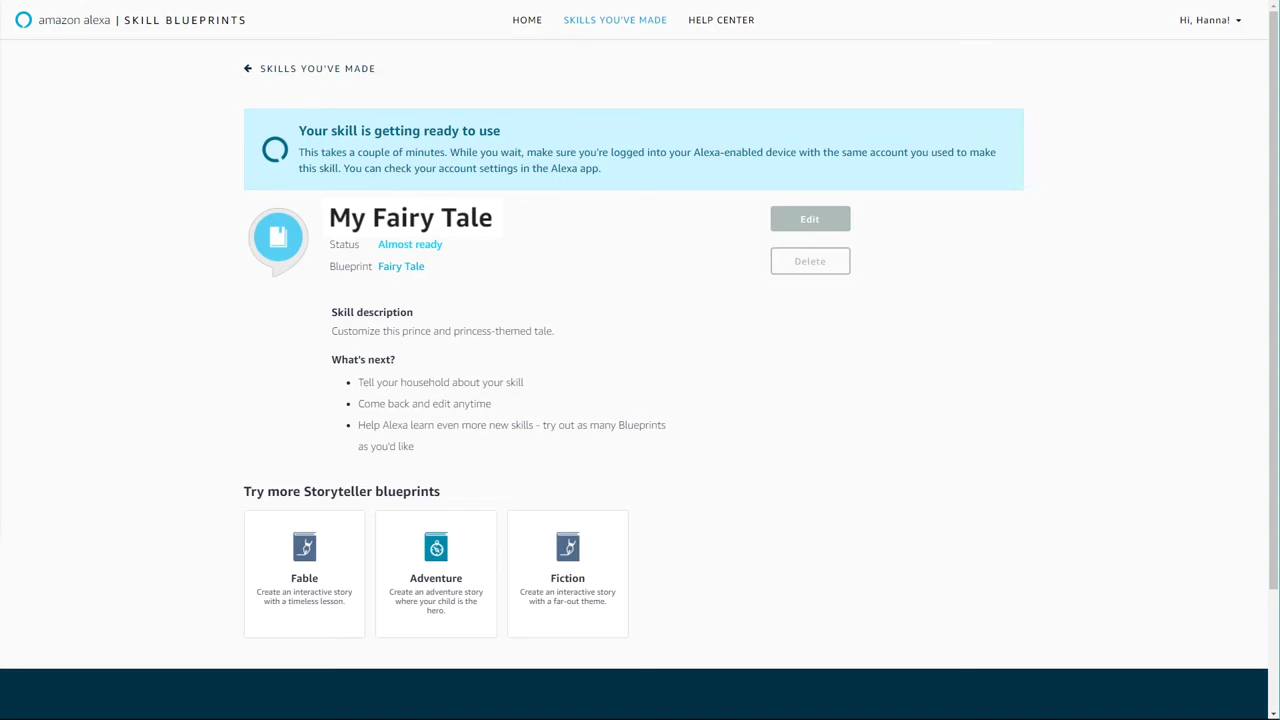 amazon alexa | SKILL BLUEPRINTS
HOME
SKILLS YOU'VE MADE
HELP CENTER
Hi, Hanna!
SKILLS YOU'VE MADE
Your skill is getting ready to use
This takes a couple of minutes. While you wait, make sure you're logged into your Alexa-enabled device with the same account you used to make
this skill. You can check your account settings in the Alexa app.
My Fairy Tale
Edit
Status Almost ready
Delete
Blueprint Fairy Tale
Skill description
Customize this prince and princess-themed tale.
What's next?
• Tell your household about your skill
• Come back and edit anytime
• Help Alexa learn even more new skills - try out as many Blueprints
as you'd like
Try more Storyteller blueprints
Fable
Create an interactive story
with a timeless lesson.
Adventure
Create an adventure story
where your child is the
hero.
Fiction
Create an interactive story
with a far-out theme.